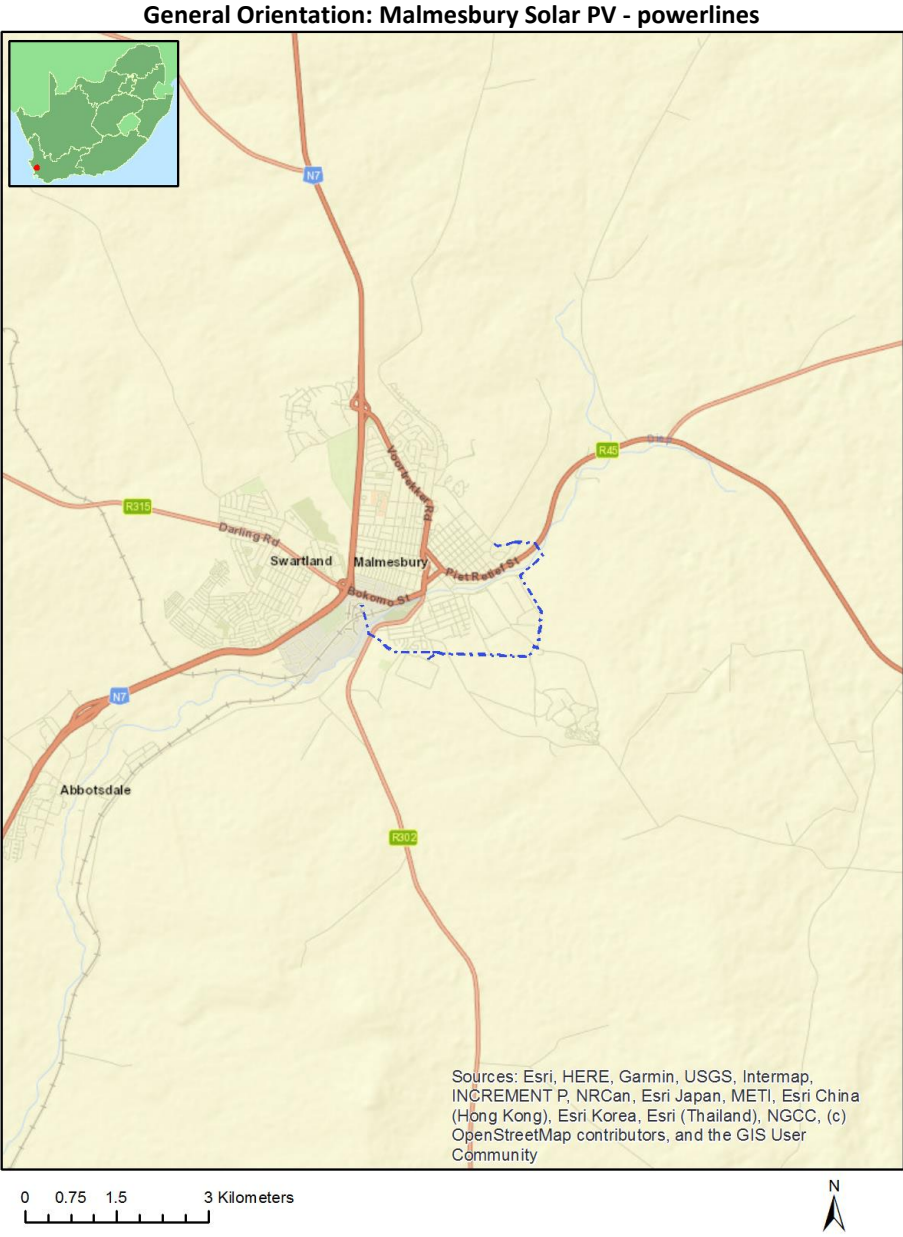 General Orientation: Malmesbury Solar PV - powerlines
N7
Voortrekker Rd
Diep
R45
R315
Darling Rd
Swartland
Malmesbury
Piet Retief St
Bokomo St
N7
Abbotsdale
R302
Sources: Esri, HERE, Garmin, USGS, Intermap,
INCREMENT P, NRCan, Esri Japan, METI, Esri China
(Hong Kong), Esri Korea, Esri (Thailand), NGCC, (c)
OpenStreetMap contributors, and the GIS User
Community
0 0.75 1.5 3 Kilometers
N